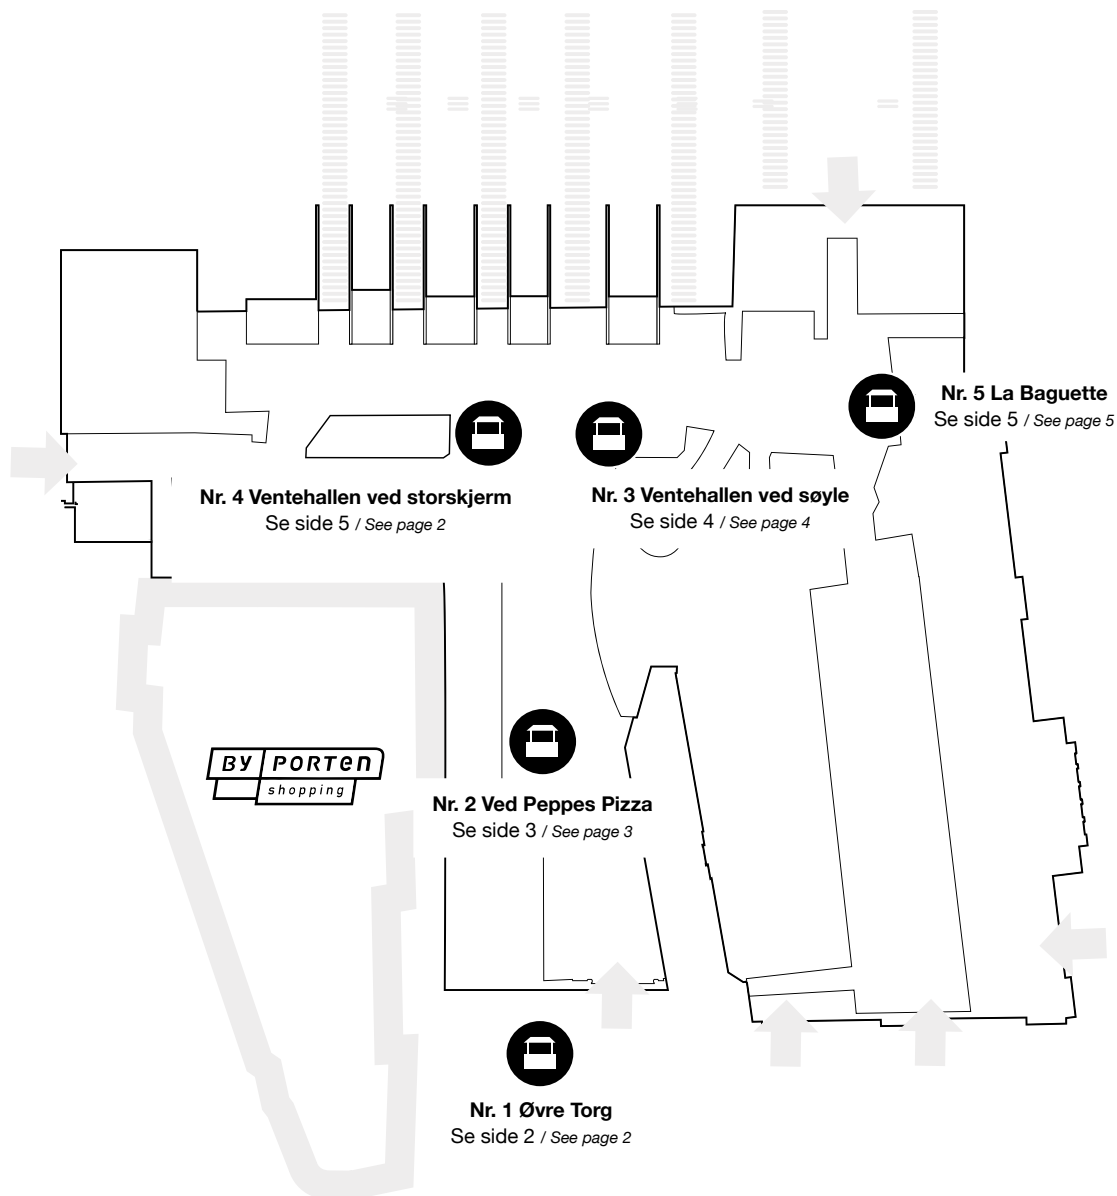 Nr. 5 La Baguette
Se side 5 / See page 5
Nr. 4 Ventehallen ved storskjerm
Se side 5 / See page 2
Nr. 3 Ventehallen ved søyle
Se side 4 / See page 4
BY PORTen
shopping
Nr. 2 Ved Peppes Pizza
Se side 3 / See page 3
Nr. 1 Øvre Torg
Se side 2 / See page 2